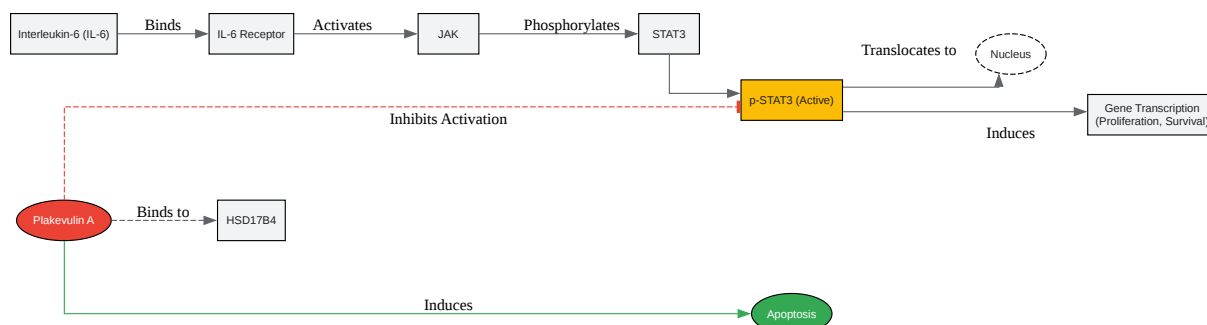 Interleukin-6 (IL-6)
Binds
IL-6 Receptor
Activates
JAK
Phosphorylates
STAT3
Translocates to
Nucleus
p-STAT3 (Active)
Inhibits Activation
Induces
Gene Transcription
(Proliferation, Survival)
Plakevulin A
Binds to
HSD17B4
Induces
Apoptosis